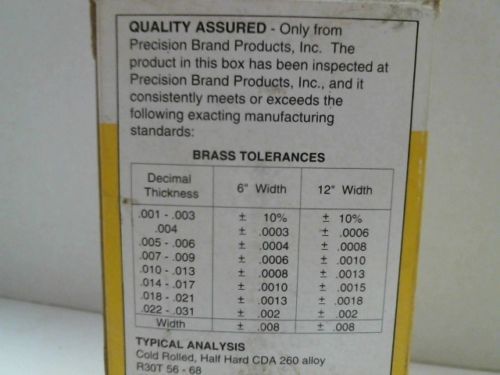 QUALITY ASSURED - Only from
Precision Brand Products, Inc. The
product in this box has been inspected at
Precision Brand Products, Inc., and it
consistently meets or exceeds the
following exacting manufacturing
standards:
BRASS TOLERANCES
Decimal Thickness 6" Width 12" Width
.001 - .003 ± 10% ± 10%
.004 ± .0003 ± .0006
.005 - .006 ± .0004 ± .0008
.007 - .009 ± .0006 ± .0010
.010 - .013 ± .0008 ± .0013
.014 - .017 ± .0010 ± .0015
.018 - .021 ± .0013 ± .0018
.022 - .031 ± .002 ± .002
Width ± .008 ± .008
TYPICAL ANALYSIS
Cold Rolled, Half Hard CDA 260 alloy
R30T 56 - 68